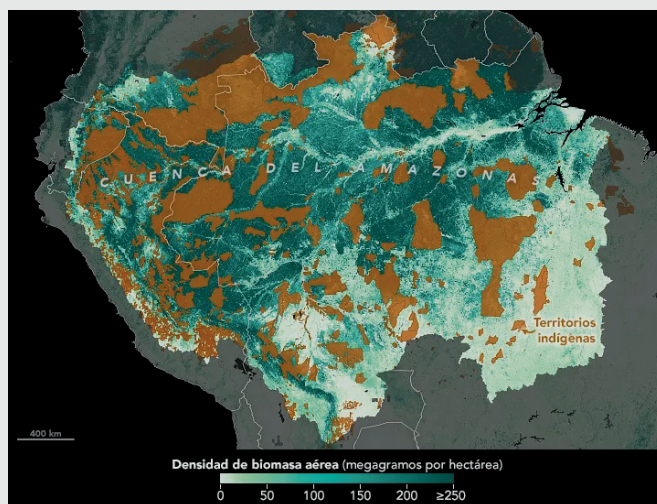 CUENCA DEL AMAZONAS
Territorios
indígenas
400 km
Densidad de biomasa aérea (megagramos por hectárea)
0 50 100 150 200 ≥250